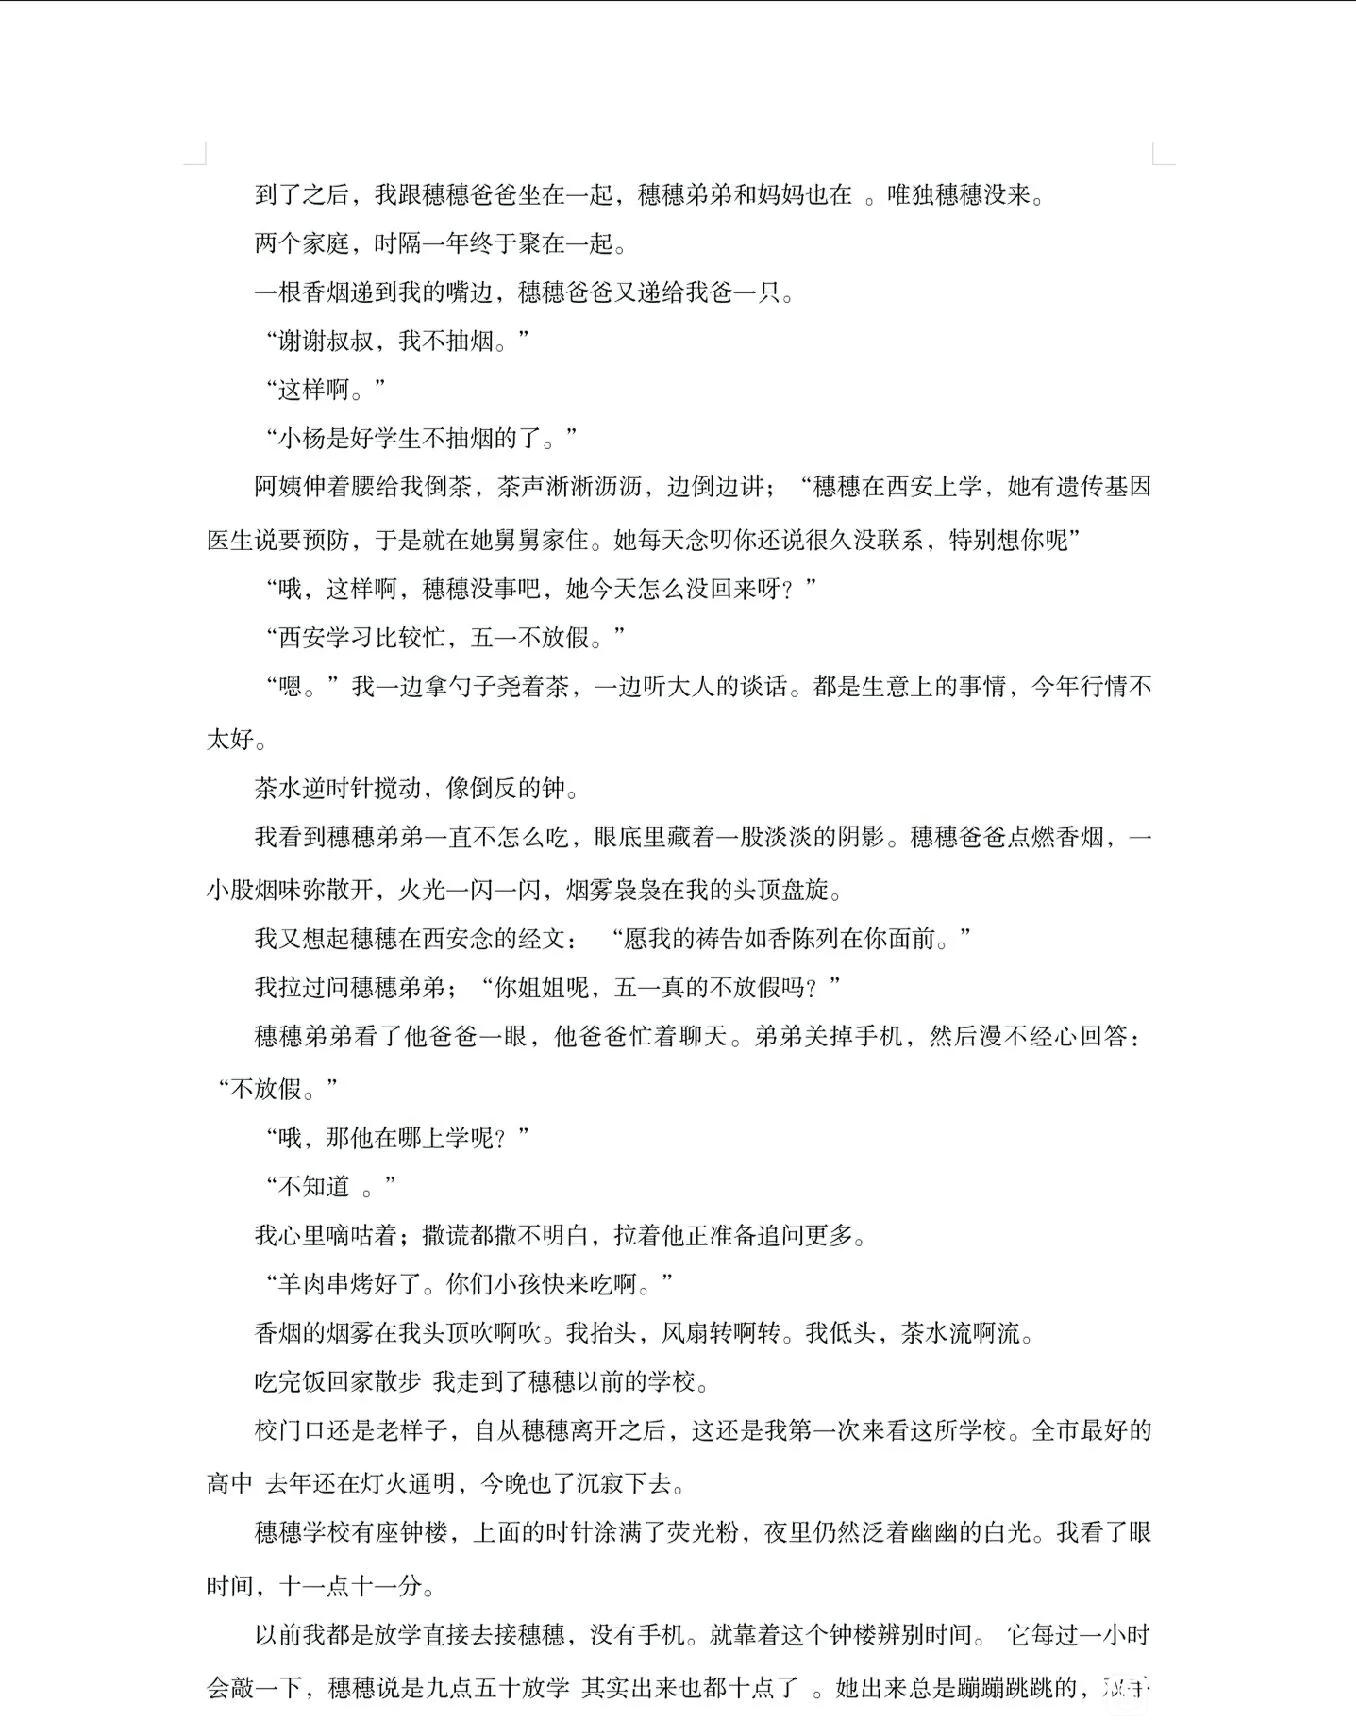 到了之后，我跟穗穗爸爸坐在一起，穗穗弟弟和妈妈也在 。唯独穗穗没来。
两个家庭，时隔一年终于聚在一起。
一根香烟递到我的嘴边，穗穗爸爸又递给我爸一只。
“谢谢叔叔，我不抽烟。”
“这样啊。”
“小杨是好学生不抽烟的了。”
阿姨伸着腰给我倒茶，茶声淅淅沥沥，边倒边讲；“穗穗在西安上学，她有遗传基因
医生说要预防，于是就在她舅舅家住。她每天念叨你还说很久没联系，特别想你呢”
“哦，这样啊，穗穗没事吧，她今天怎么没回来呀？”
“西安学习比较忙，五一不放假。”
“嗯。”我一边拿勺子尧着茶，一边听大人的谈话。都是生意上的事情，今年行情不
太好。
茶水逆时针搅动，像倒反的钟。
我看到穗穗弟弟一直不怎么吃，眼底里藏着一股淡淡的阴影。穗穗爸爸点燃香烟，一
小股烟味弥散开，火光一闪一闪，烟雾袅袅在我的头顶盘旋。
我又想起穗穗在西安念的经文： “愿我的祷告如香陈列在你面前。”
我拉过问穗穗弟弟；“你姐姐呢，五一真的不放假吗？”
穗穗弟弟看了他爸爸一眼，他爸爸忙着聊天。弟弟关掉手机，然后漫不经心回答：
“不放假。”
“哦，那他在哪上学呢？”
“不知道 。”
我心里嘀咕着；撒谎都撒不明白，拉着他正准备追问更多。
“羊肉串烤好了。你们小孩快来吃啊。”
香烟的烟雾在我头顶吹啊吹。我抬头，风扇转啊转。我低头，茶水流啊流。
吃完饭回家散步 我走到了穗穗以前的学校。
校门口还是老样子，自从穗穗离开之后，这还是我第一次来看这所学校。全市最好的
高中 去年还在灯火通明，今晚也了沉寂下去。
穗穗学校有座钟楼，上面的时针涂满了荧光粉，夜里仍然泛着幽幽的白光。我看了眼
时间，十一点十一分。
以前我都是放学直接去接穗穗，没有手机。就靠着这个钟楼辨别时间。 它每过一小时
会敲一下，穗穗说是九点五十放学 其实出来也都十点了 。她出来总是蹦蹦跳跳的，